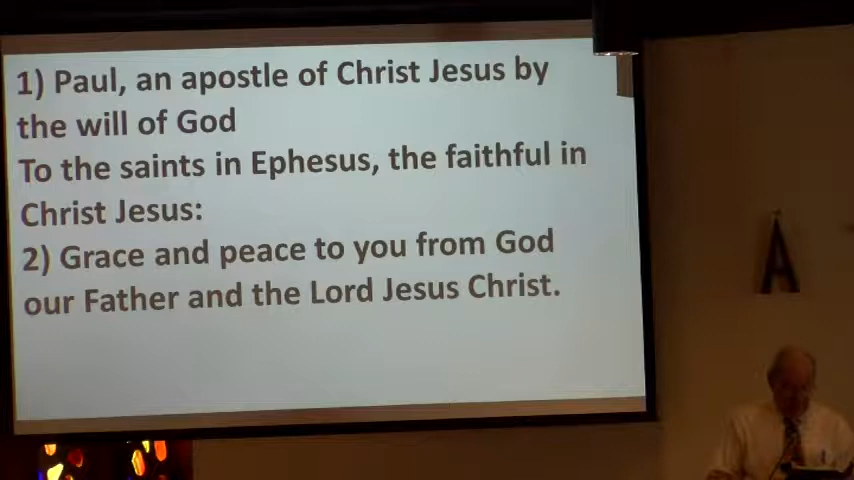 1) Paul, an apostle of Christ Jesus by
the will of God
To the saints in Ephesus, the faithful in
Christ Jesus:
2) Grace and peace to you from God
our Father and the Lord Jesus Christ.
A